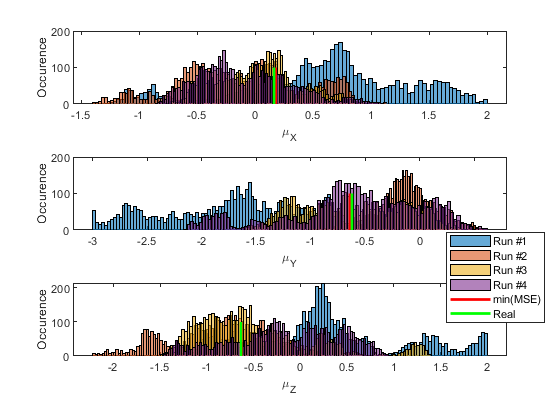 200
100
0
Occurence
-1.5 -1 -0.5 0 0.5 1 1.5 2
μX
200
100
0
Occurence
-3 -2.5 -2 -1.5 -1 -0.5 0
μY
Run #1
Run #2
Run #3
Run #4
min(MSE)
Real
200
100
0
Occurence
-2 -1.5 -1 -0.5 0 0.5 1 1.5 2
μZ